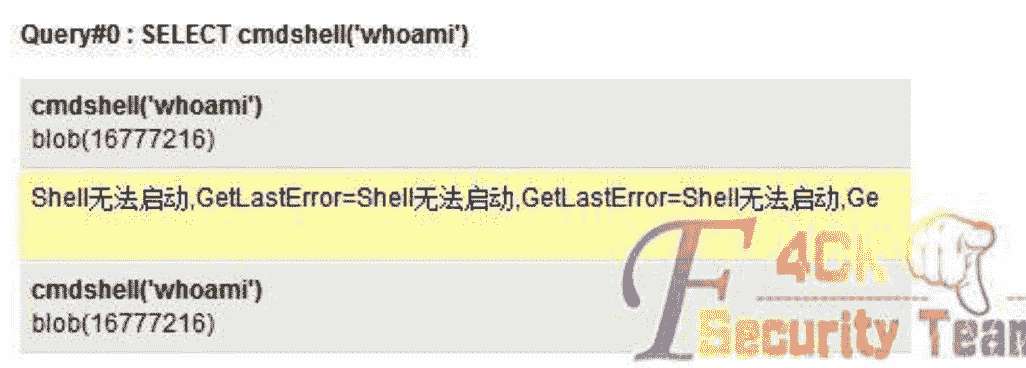 Query#0 : SELECT cmdshell('whoami')
cmdshell('whoami')
blob(16777216)
Shell无法启动,GetLastError=Shell无法启动,GetLastError=Shell无法启动,Ge
cmdshell('whoami')
blob(16777216)
F4CK
Security Team